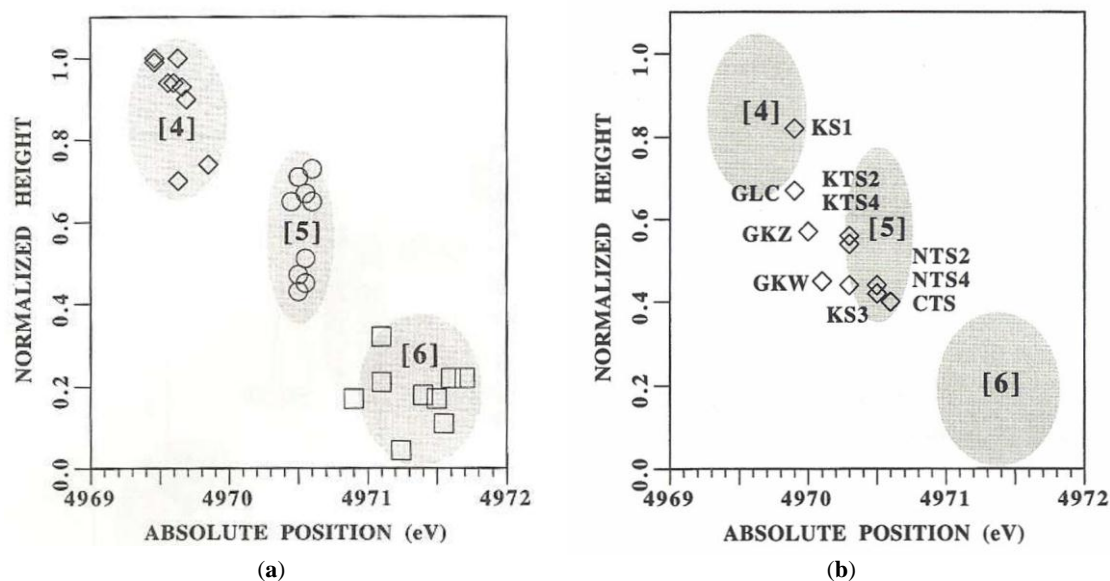 NORMALIZED HEIGHT
1.0
0.8
0.6
0.4
0.2
0.0
[4]
[5]
[6]
4969
4970
4971
4972
ABSOLUTE POSITION (eV)
(a)
NORMALIZED HEIGHT
1.0
0.8
0.6
0.4
0.2
0.0
[4]
KS1
GLC
KTS2
KTS4
GKZ
[5]
NTS2
GKW
NTS4
KS3
CTS
[6]
4969
4970
4971
4972
ABSOLUTE POSITION (eV)
(b)